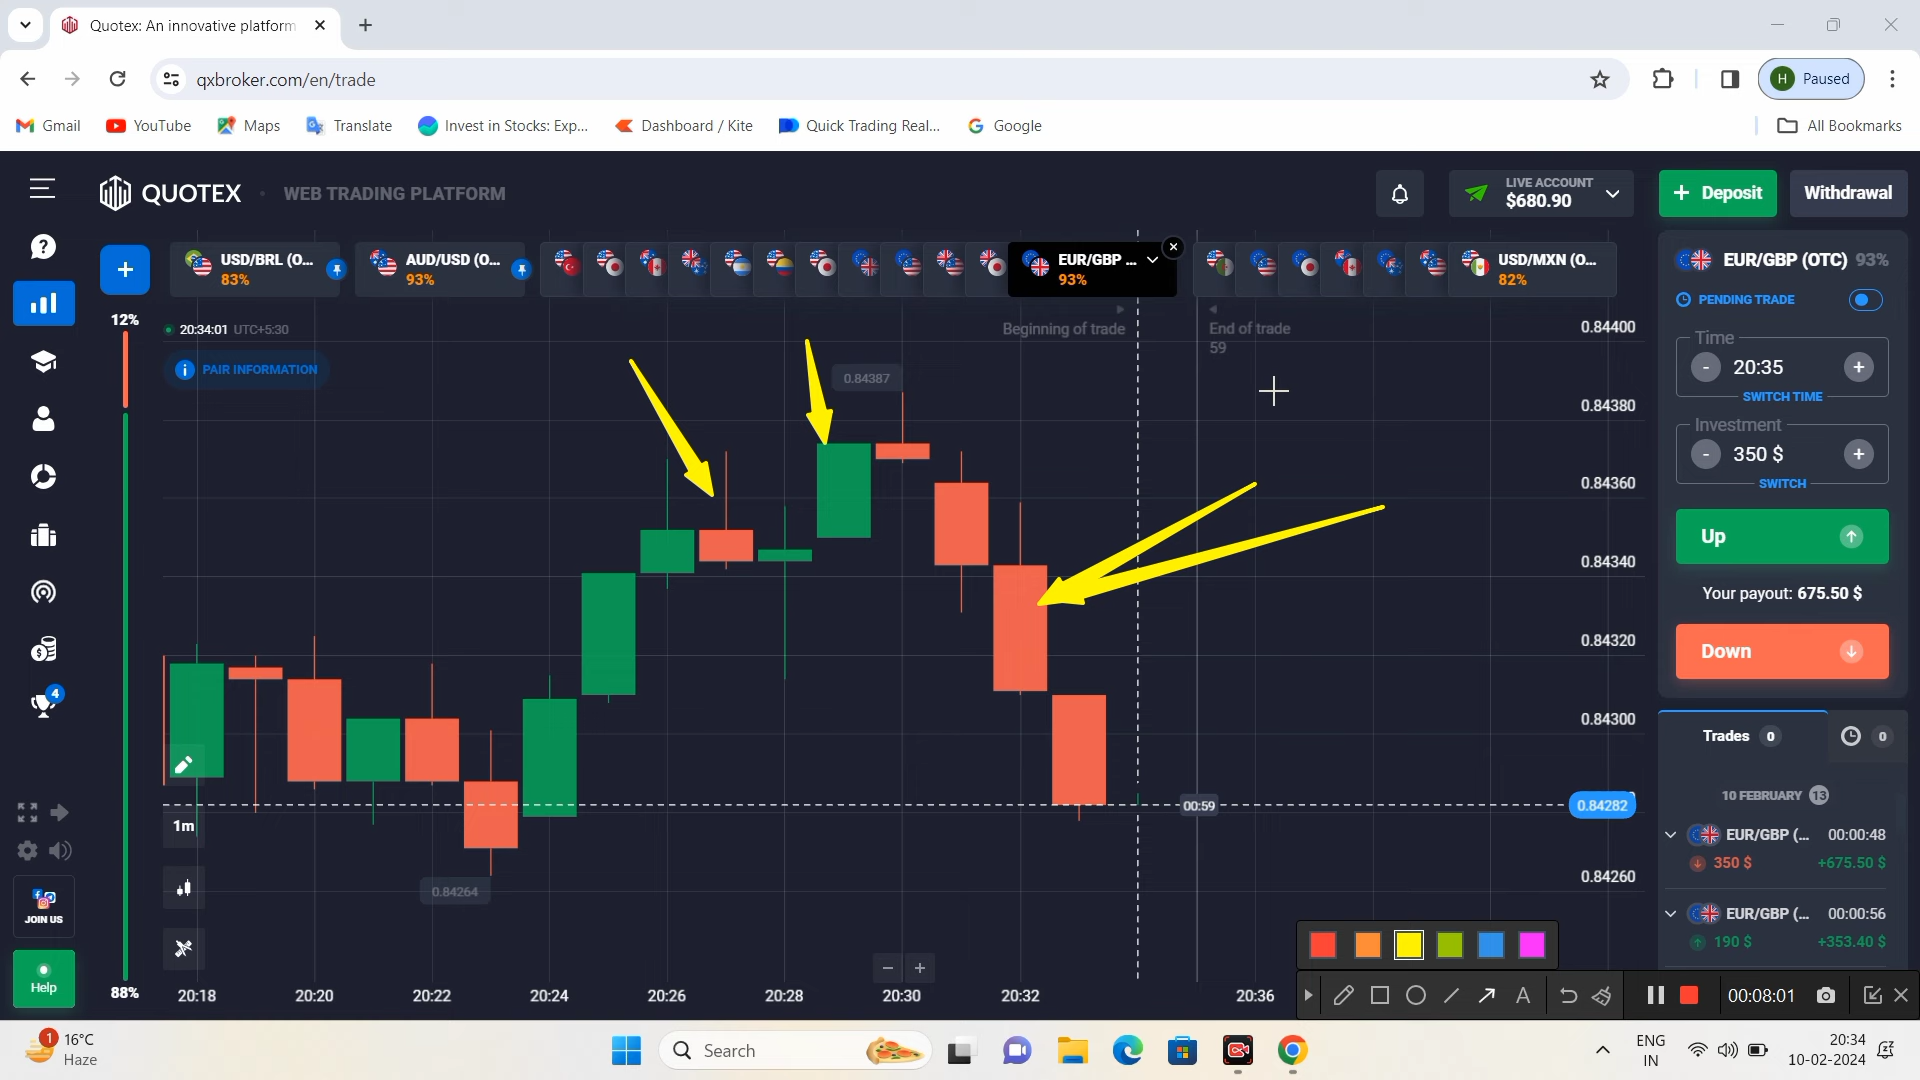 Quotex: An innovative platform
qxbroker.com/en/trade
H Paused
Gmail YouTube Maps Translate Invest in Stocks: Exp... Dashboard / Kite Quick Trading Real... Google All Bookmarks
QUOTEX WEB TRADING PLATFORM
LIVE ACCOUNT
$680.90
+ Deposit
Withdrawal
USD/BRL (O...
83%
AUD/USD (O...
93%
EUR/GBP ...
93%
USD/MXN (O...
82%
EUR/GBP (OTC) 93%
PENDING TRADE
12%
20:34:01 UTC+5:30
Beginning of trade
End of trade
59
PAIR INFORMATION
0.84387
0.84400
0.84380
0.84360
0.84340
0.84320
0.84300
0.84282
0.84260
00:59
0.84264
1m
Time
- 20:35 +
SWITCH TIME
Investment
- 350 $ +
SWITCH
Up
Your payout: 675.50 $
Down
Trades 0
0
10 FEBRUARY 13
EUR/GBP (... 00:00:48
350 $ +675.50 $
EUR/GBP (... 00:00:56
190 $ +353.40 $
4
JOIN US
Help
88%
20:18 20:20 20:22 20:24 20:26 20:28 20:30 20:32 20:36
A
00:08:01
1
16°C
Haze
Search
ENG
IN
20:34
10-02-2024